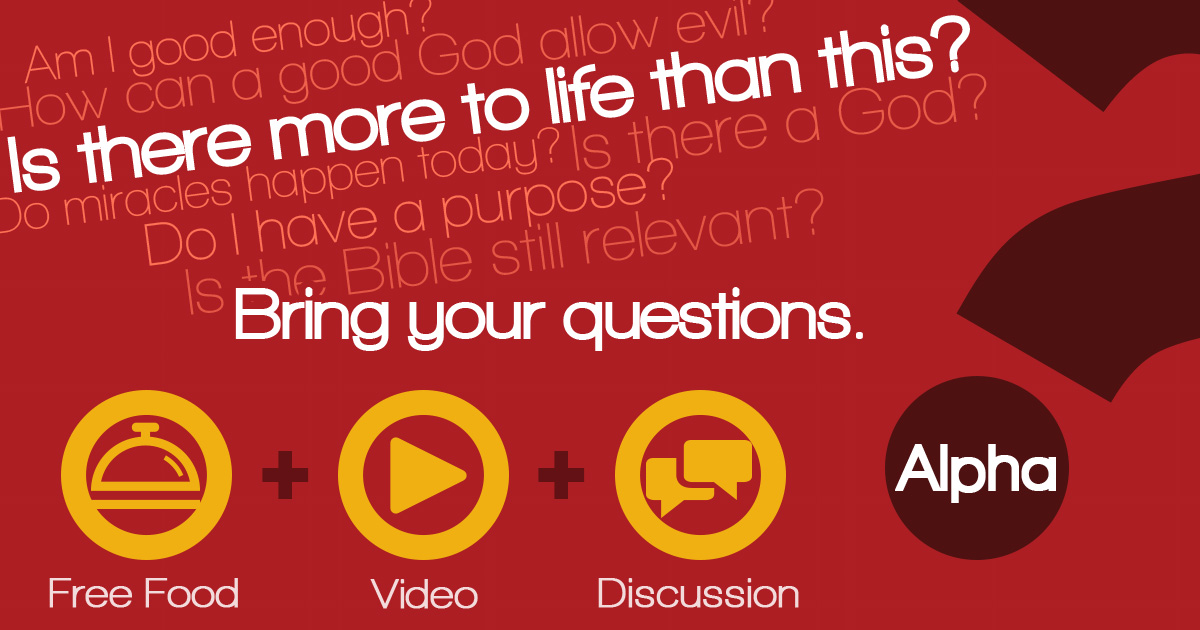 Am I good enough?
How can a good God allow evil?
Is there more to life than this?
Do miracles happen today? Is there a God?
Do I have a purpose?
Is the Bible still relevant?
Bring your questions.
Free Food
Video
Discussion
Alpha